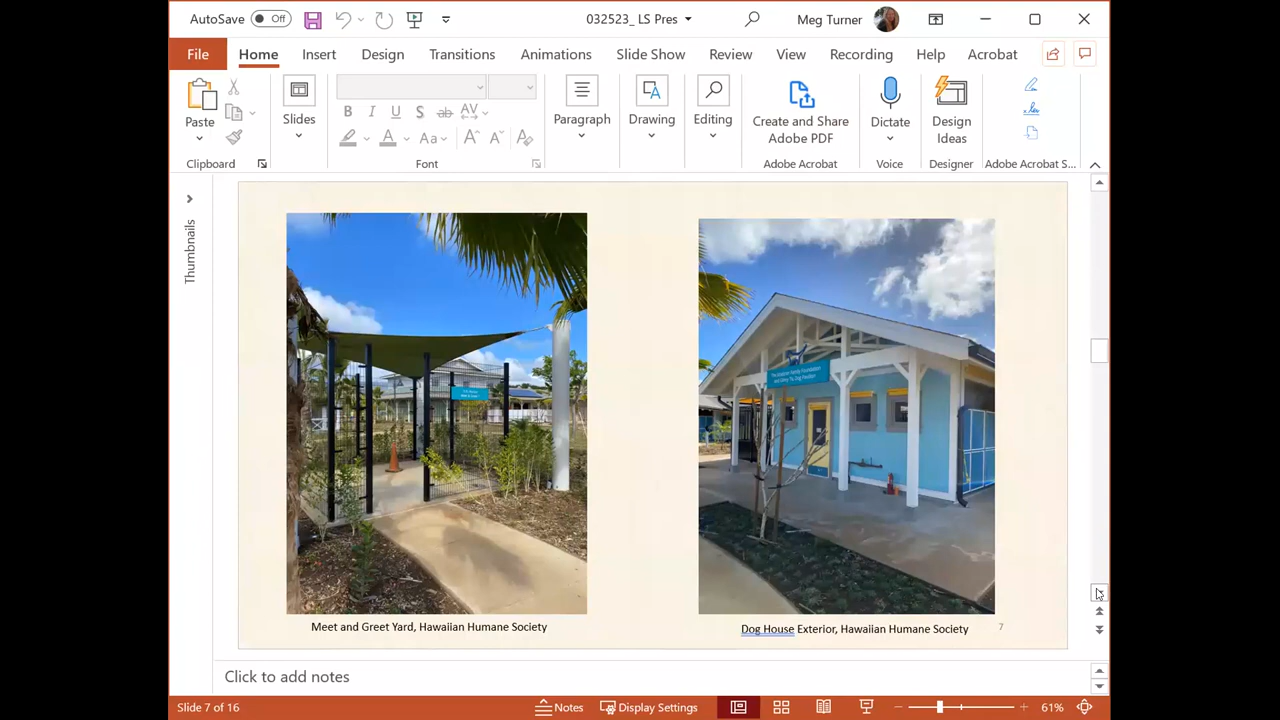 AutoSave Off 032523_ LS Pres Meg Turner
File Home Insert Design Transitions Animations Slide Show Review View Recording Help Acrobat
Paste Slides Paragraph Drawing Editing Create and Share Adobe PDF Dictate Design Ideas
Clipboard Font Adobe Acrobat Voice Designer Adobe Acrobat S...
Thumbnails
Meet and Greet Yard, Hawaiian Humane Society
Dog House Exterior, Hawaiian Humane Society 7
Click to add notes
Slide 7 of 16 Notes Display Settings 61%